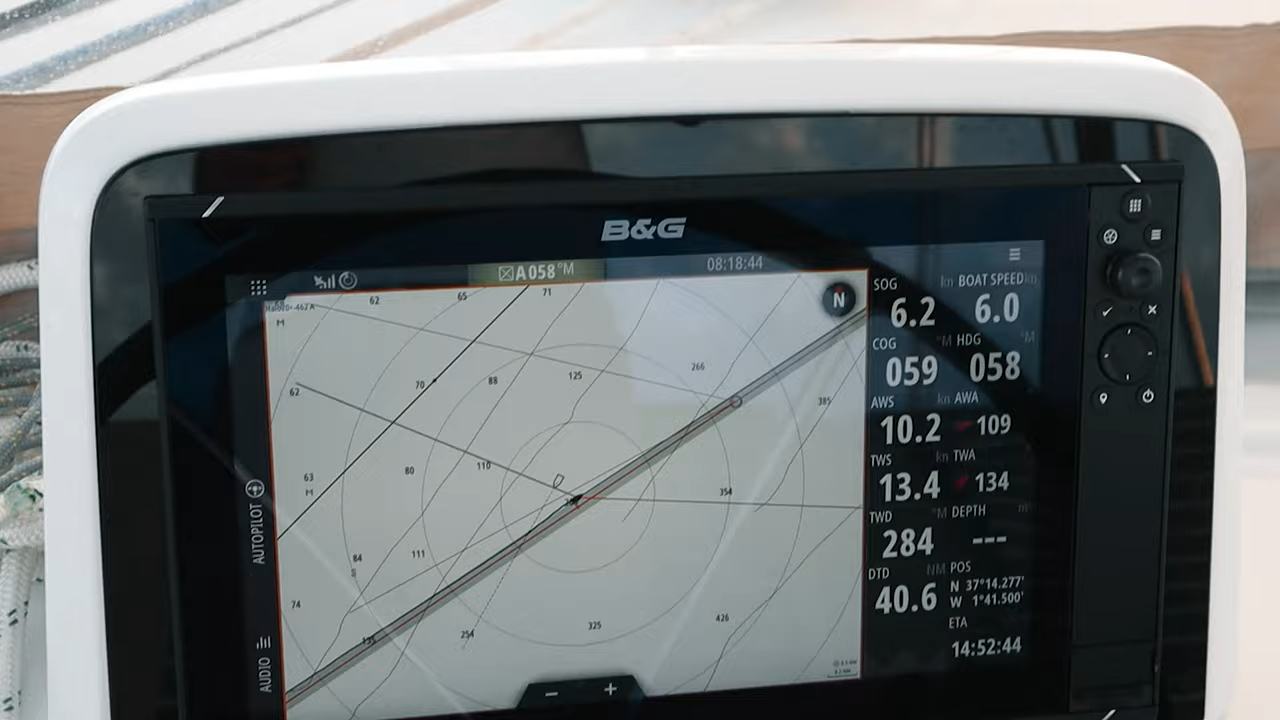 B&G
A 058 °M
08:18:44
62
65
71
M
62
70
88
125
266
385
63
M
80
110
354
84
S
111
74
135
254
325
426
− +
AUTOPILOT
AUDIO
N
SOG kn BOAT SPEED kn
6.2 6.0
COG °M HDG °M
059 058
AWS kn AWA
10.2 109
TWS kn TWA
13.4 134
TWD °M DEPTH m
284 ---
DTD NM POS
40.6 N 37°14.277'
W 1°41.500'
ETA
14:52:44